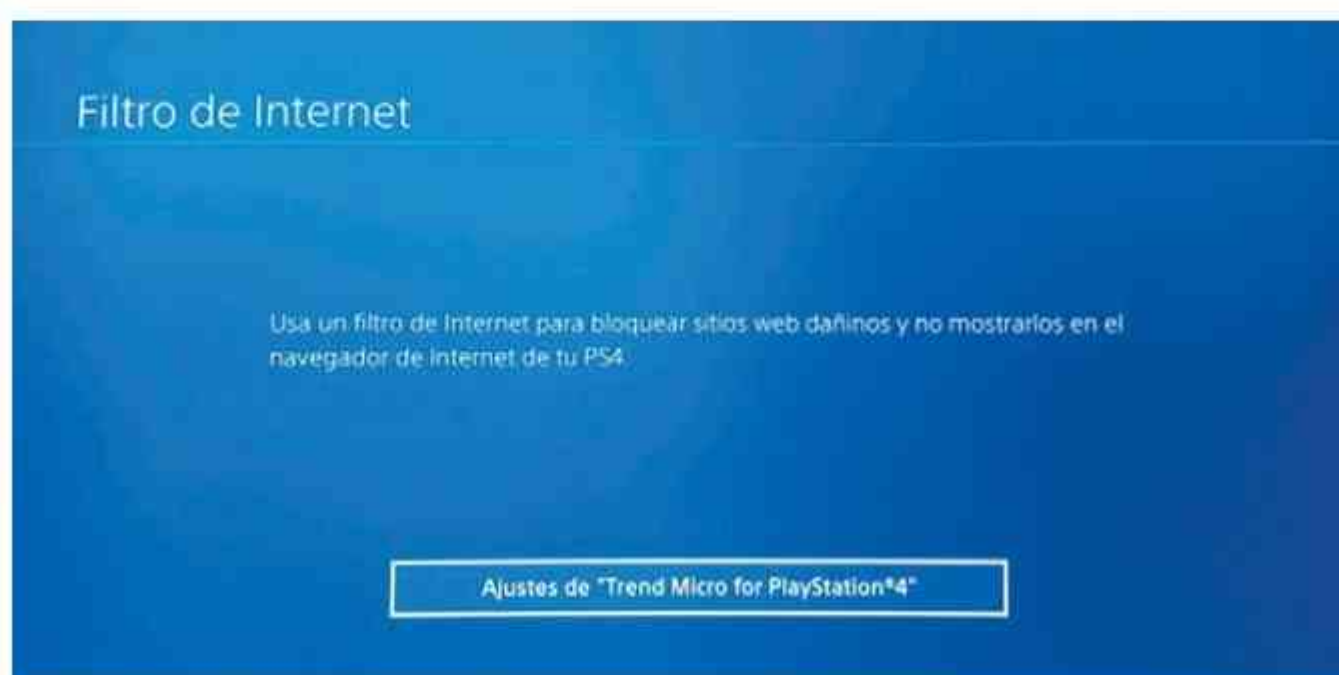 Filtro de Internet
Usa un filtro de Internet para bloquear sitios web dañinos y no mostrarlos en el
navegador de Internet de tu PS4.
Ajustes de "Trend Micro for PlayStation®4"